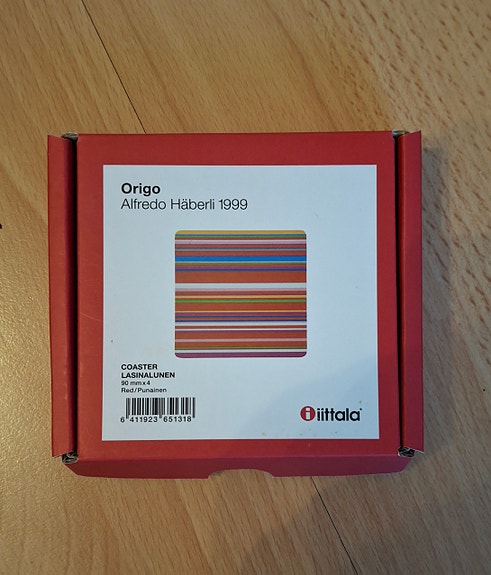 Origo
Alfredo Häberli 1999
COASTER
LASINALUNEN
90 mm x 4
Red/Punainen
6 411923 651318
iittala